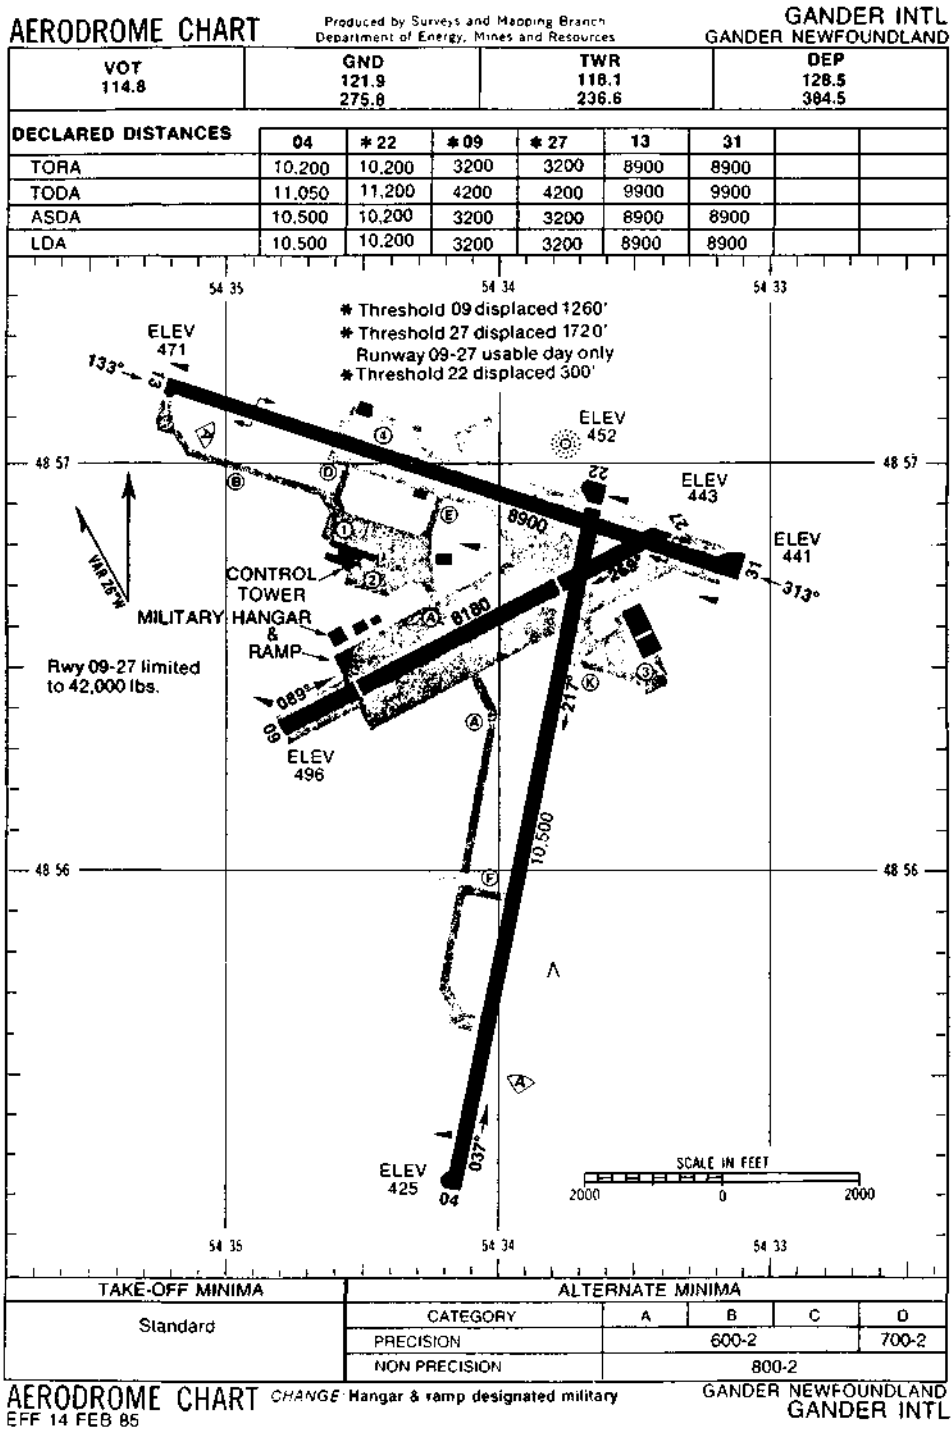 AERODROME CHART
Produced by Surveys and Mapping Branch
Department of Energy, Mines and Resources
GANDER INTL
GANDER NEWFOUNDLAND
VOT
114.8
GND
121.9
275.8
TWR
118.1
236.6
DEP
128.5
384.5
DECLARED DISTANCES 04 * 22 * 09 * 27 13 31
TORA 10,200 10,200 3200 3200 8900 8900
TODA 11,050 11,200 4200 4200 9900 9900
ASDA 10,500 10,200 3200 3200 8900 8900
LDA 10,500 10,200 3200 3200 8900 8900
54 35 54 34 54 33
* Threshold 09 displaced 1260'
* Threshold 27 displaced 1720'
Runway 09-27 usable day only
* Threshold 22 displaced 300'
ELEV
471
133°
13
A
4
ELEV
452
48 57
48 57
D
B
22
ELEV
443
27
E
8900
1
ELEV
441
31
313°
VAR 26°W
CONTROL
TOWER
2
269°
MILITARY HANGAR
&
RAMP
A
8180
Rwy 09-27 limited
to 42,000 lbs.
089°
09
3
K
217°
A
ELEV
496
10,500
48 56
48 56
F
A
037°
ELEV
425
04
SCALE IN FEET
2000 0 2000
54 35 54 34 54 33
TAKE-OFF MINIMA
Standard
ALTERNATE MINIMA
CATEGORY A B C D
PRECISION 600-2 700-2
NON PRECISION 800-2
AERODROME CHART
EFF 14 FEB 85
CHANGE: Hangar & ramp designated military
GANDER NEWFOUNDLAND
GANDER INTL